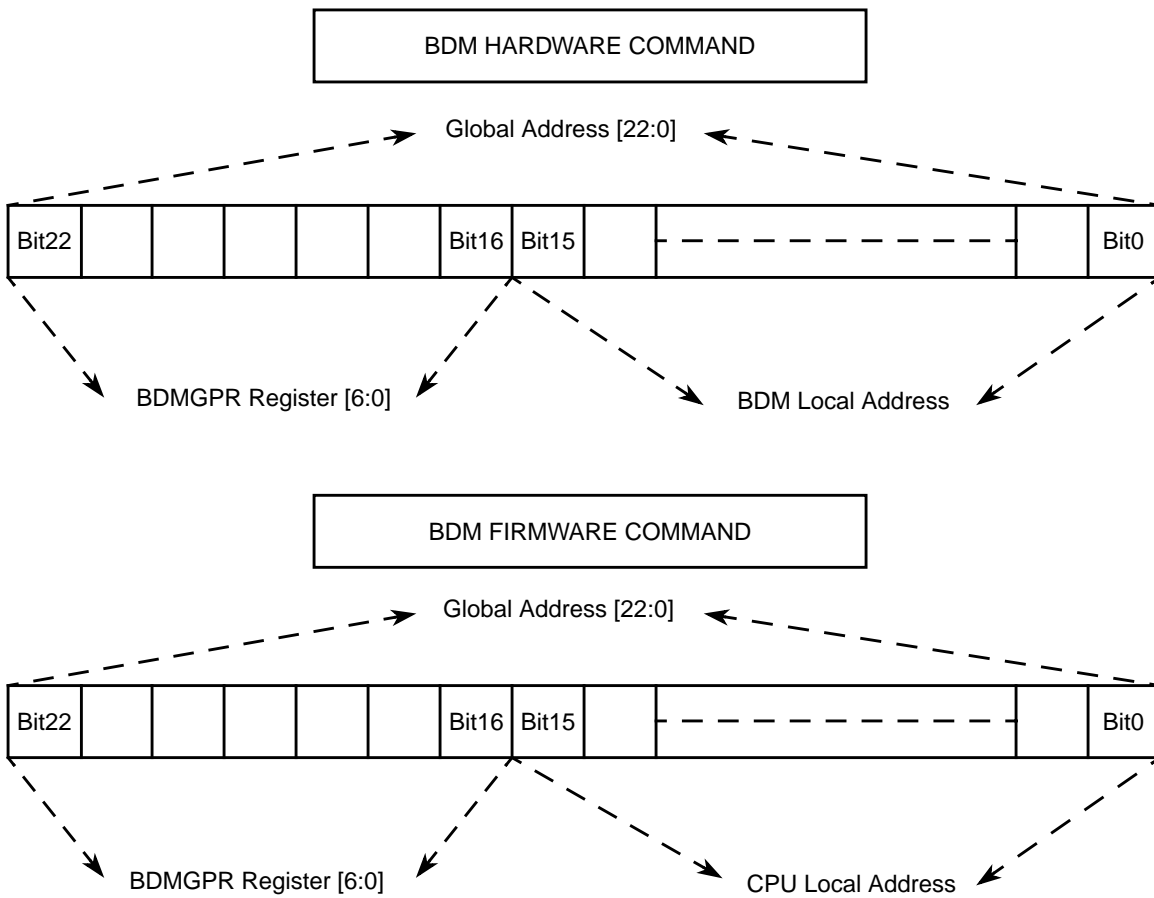 BDM HARDWARE COMMAND
Global Address [22:0]
Bit22 Bit16 Bit15 Bit0
BDMGPR Register [6:0] BDM Local Address
BDM FIRMWARE COMMAND
Global Address [22:0]
Bit22 Bit16 Bit15 Bit0
BDMGPR Register [6:0] CPU Local Address